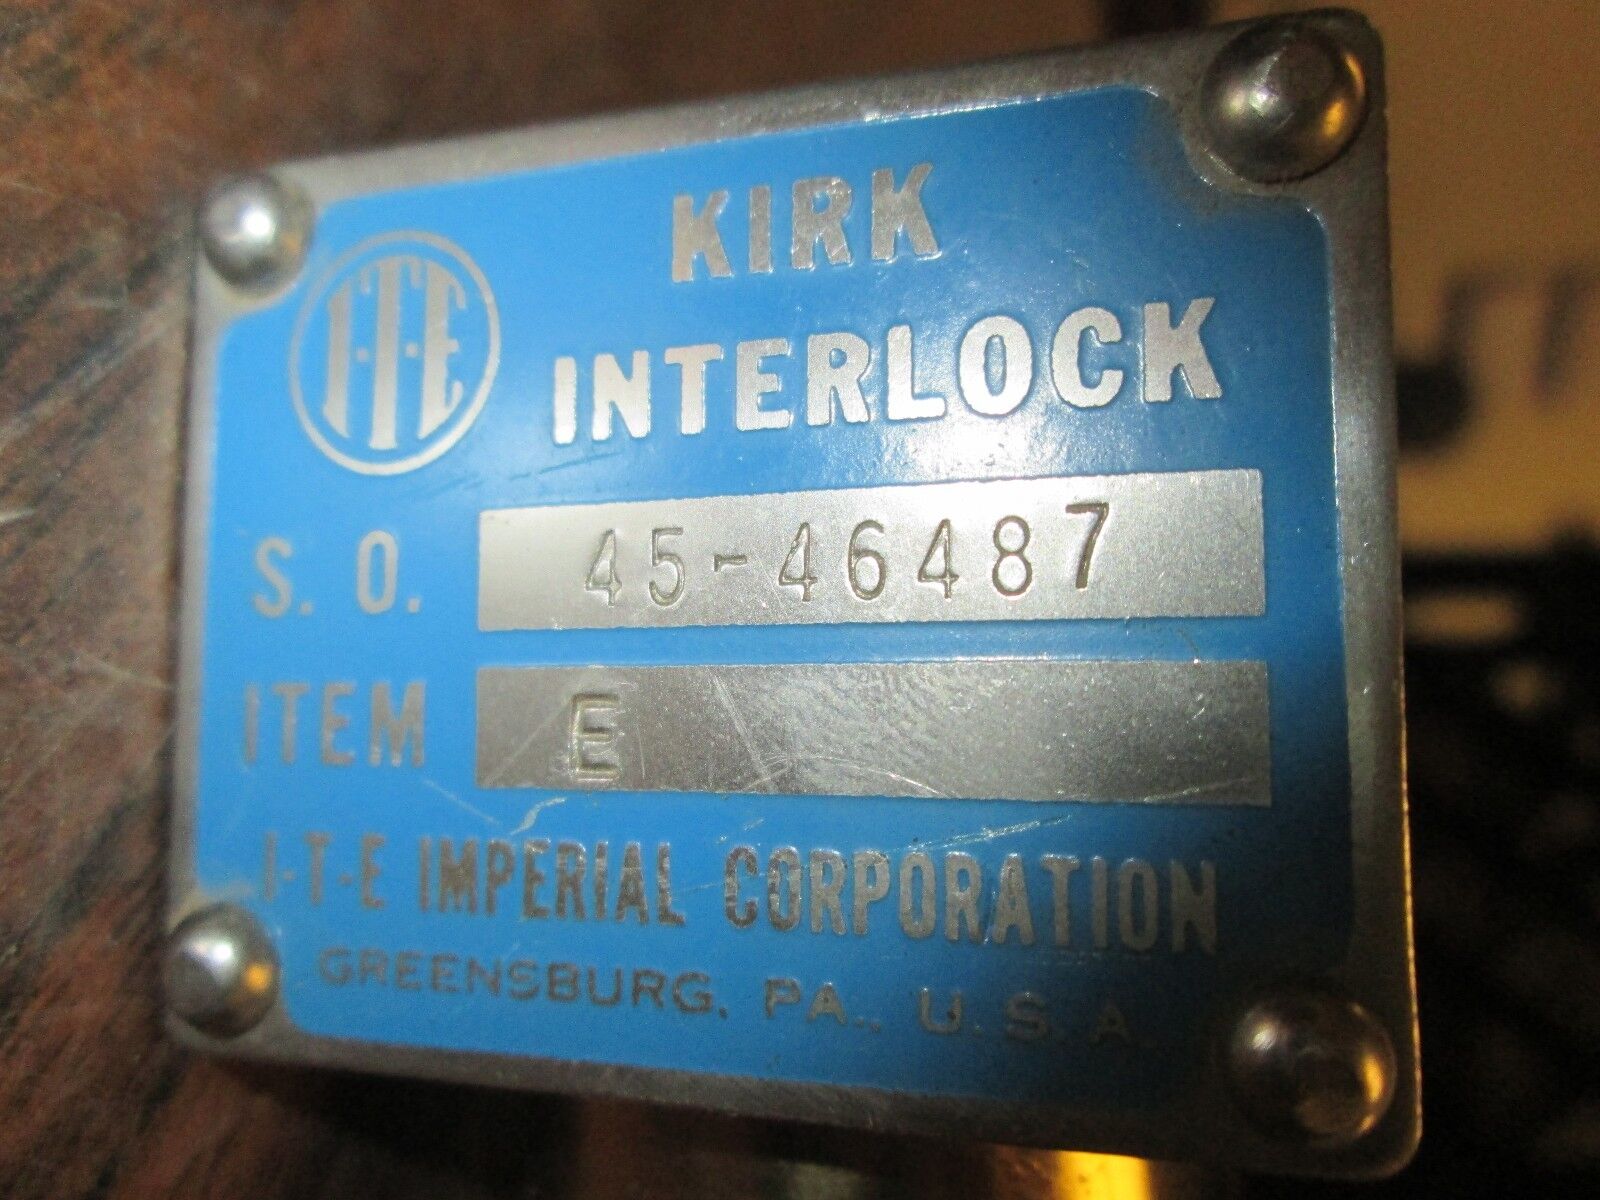 KIRK
I-T-E
INTERLOCK
S. O. 45-46487
ITEM E
I-T-E IMPERIAL CORPORATION
GREENSBURG, PA., U.S.A